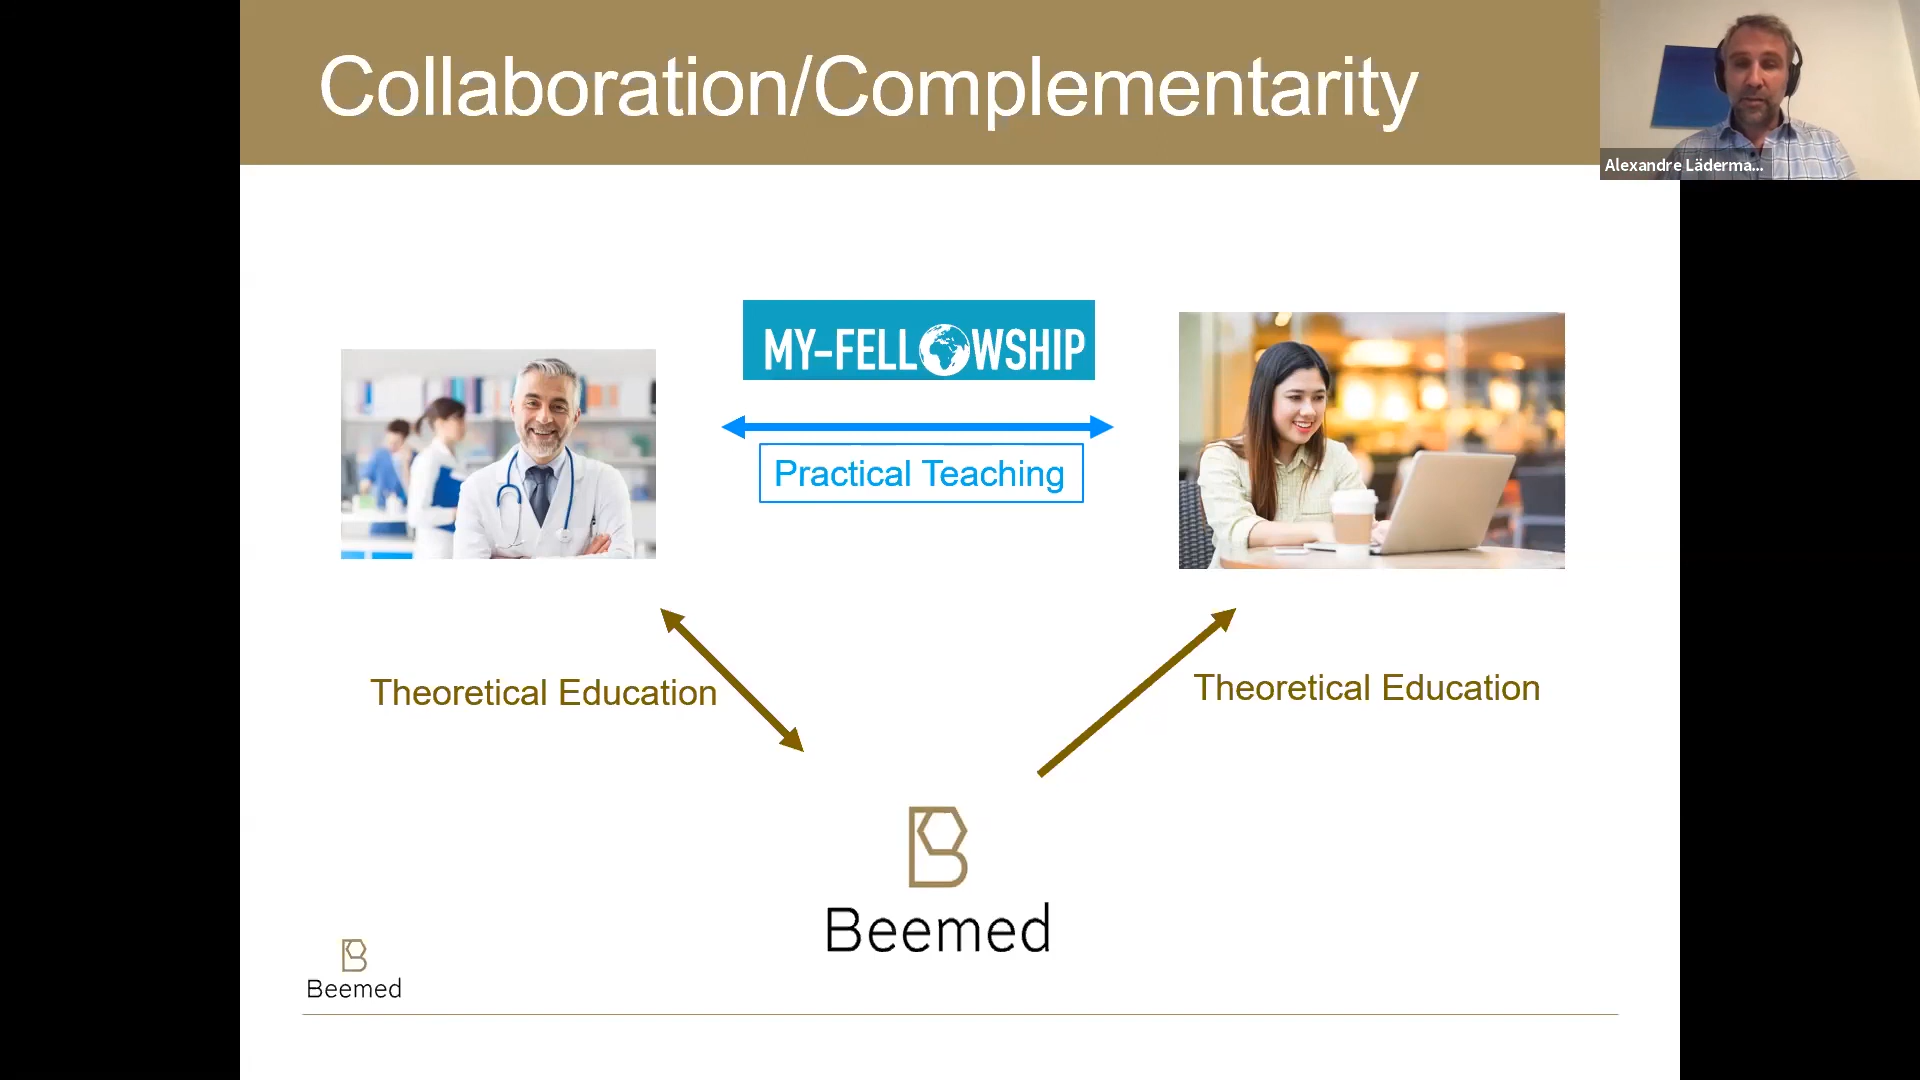 Collaboration/Complementarity
Alexandre Läderma...
MY-FELLOWSHIP
Practical Teaching
Theoretical Education
Theoretical Education
Beemed
Beemed